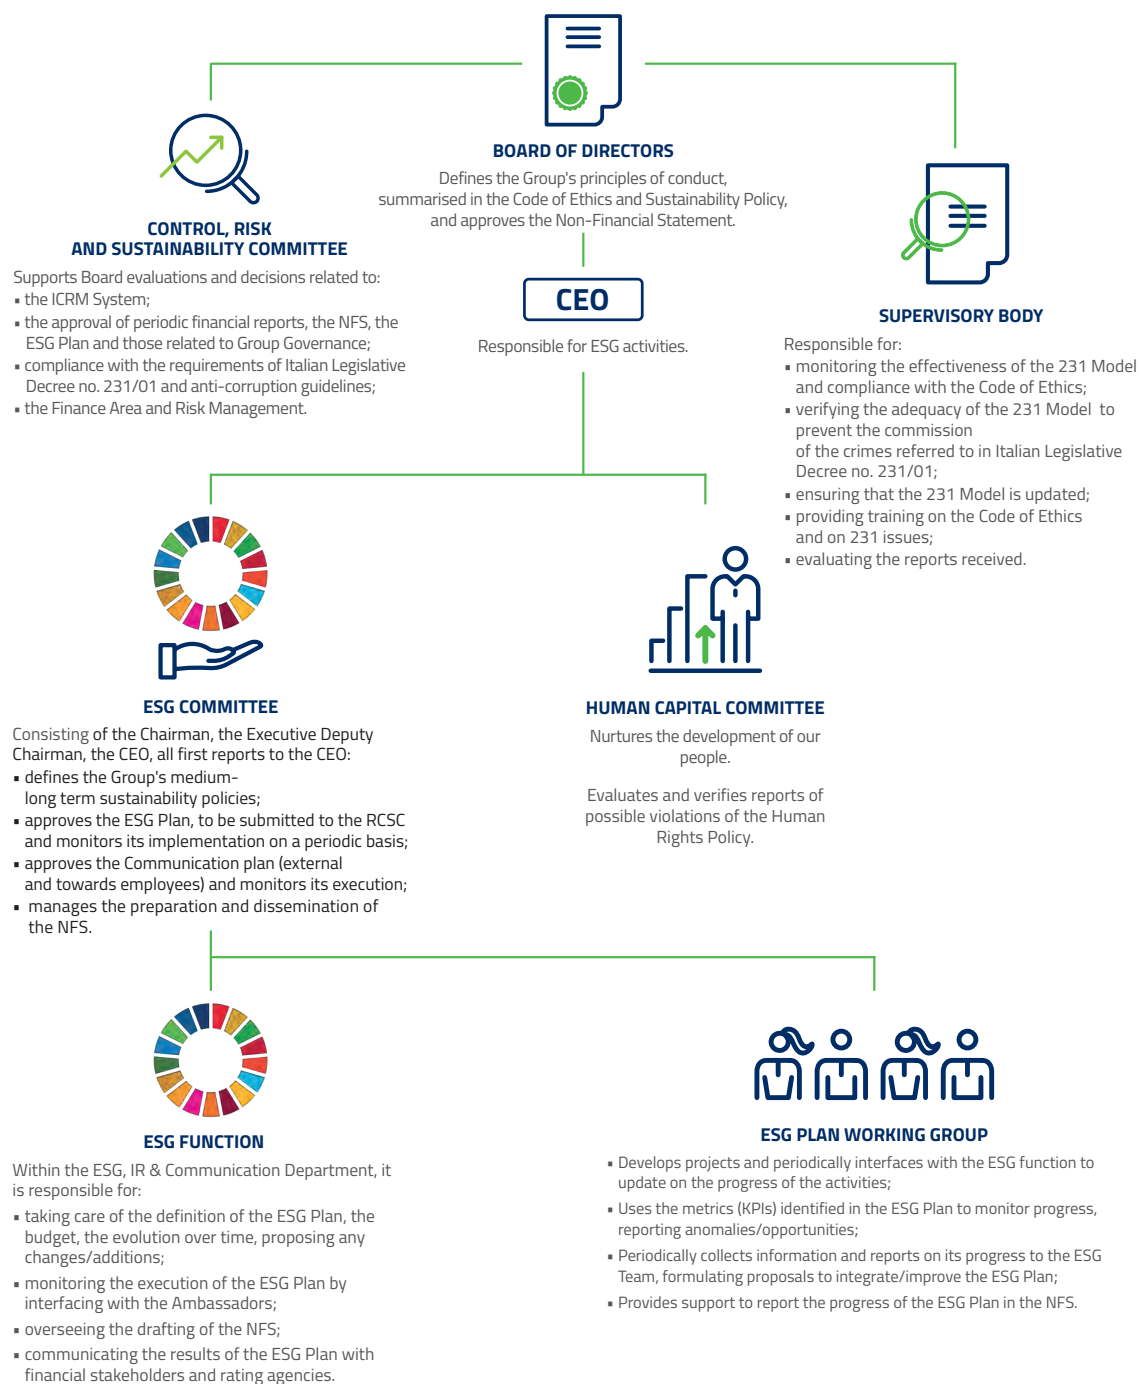 BOARD OF DIRECTORS
Defines the Group's principles of conduct,
summarised in the Code of Ethics and Sustainability Policy,
and approves the Non-Financial Statement.
CONTROL, RISK
AND SUSTAINABILITY COMMITTEE
Supports Board evaluations and decisions related to:
▪ the ICRM System;
▪ the approval of periodic financial reports, the NFS, the
ESG Plan and those related to Group Governance;
▪ compliance with the requirements of Italian Legislative
Decree no. 231/01 and anti-corruption guidelines;
▪ the Finance Area and Risk Management.
CEO
Responsible for ESG activities.
SUPERVISORY BODY
Responsible for:
▪ monitoring the effectiveness of the 231 Model
and compliance with the Code of Ethics;
▪ verifying the adequacy of the 231 Model to
prevent the commission
of the crimes referred to in Italian Legislative
Decree no. 231/01;
▪ ensuring that the 231 Model is updated;
▪ providing training on the Code of Ethics
and on 231 issues;
▪ evaluating the reports received.
ESG COMMITTEE
Consisting of the Chairman, the Executive Deputy
Chairman, the CEO, all first reports to the CEO:
▪ defines the Group's medium-
long term sustainability policies;
▪ approves the ESG Plan, to be submitted to the RCSC
and monitors its implementation on a periodic basis;
▪ approves the Communication plan (external
and towards employees) and monitors its execution;
▪ manages the preparation and dissemination of
the NFS.
HUMAN CAPITAL COMMITTEE
Nurtures the development of our
people.
Evaluates and verifies reports of
possible violations of the Human
Rights Policy.
ESG FUNCTION
Within the ESG, IR & Communication Department, it
is responsible for:
▪ taking care of the definition of the ESG Plan, the
budget, the evolution over time, proposing any
changes/additions;
▪ monitoring the execution of the ESG Plan by
interfacing with the Ambassadors;
▪ overseeing the drafting of the NFS;
▪ communicating the results of the ESG Plan with
financial stakeholders and rating agencies.
ESG PLAN WORKING GROUP
▪ Develops projects and periodically interfaces with the ESG function to
update on the progress of the activities;
▪ Uses the metrics (KPIs) identified in the ESG Plan to monitor progress,
reporting anomalies/opportunities;
▪ Periodically collects information and reports on its progress to the ESG
Team, formulating proposals to integrate/improve the ESG Plan;
▪ Provides support to report the progress of the ESG Plan in the NFS.